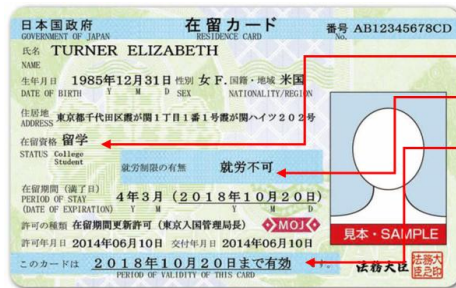 日本国政府 在留カード 番号 AB12345678CD
GOVERNMENT OF JAPAN RESIDENCE CARD No.
氏名 TURNER ELIZABETH
NAME
生年月日 1985年12月31日 性別 女 F. 国籍・地域 米国
DATE OF BIRTH Y M D SEX NATIONALITY/REGION
住居地 東京都千代田区霞が関1丁目1番1号霞が関ハイツ202号
ADDRESS
在留資格 留学
STATUS College
Student
就労制限の有無 就労不可
在留期間(満了日) 4年3月(2018年10月20日)
PERIOD OF STAY
(DATE OF EXPIRATION) Y M Y M D
許可の種類 在留期間更新許可(東京入国管理局長) MOJ
許可年月日 2014年06月10日 交付年月日 2014年06月10日
見本・SAMPLE
このカードは 2018年10月20日まで有効 です。
PERIOD OF VALIDITY OF THIS CARD
法務大臣